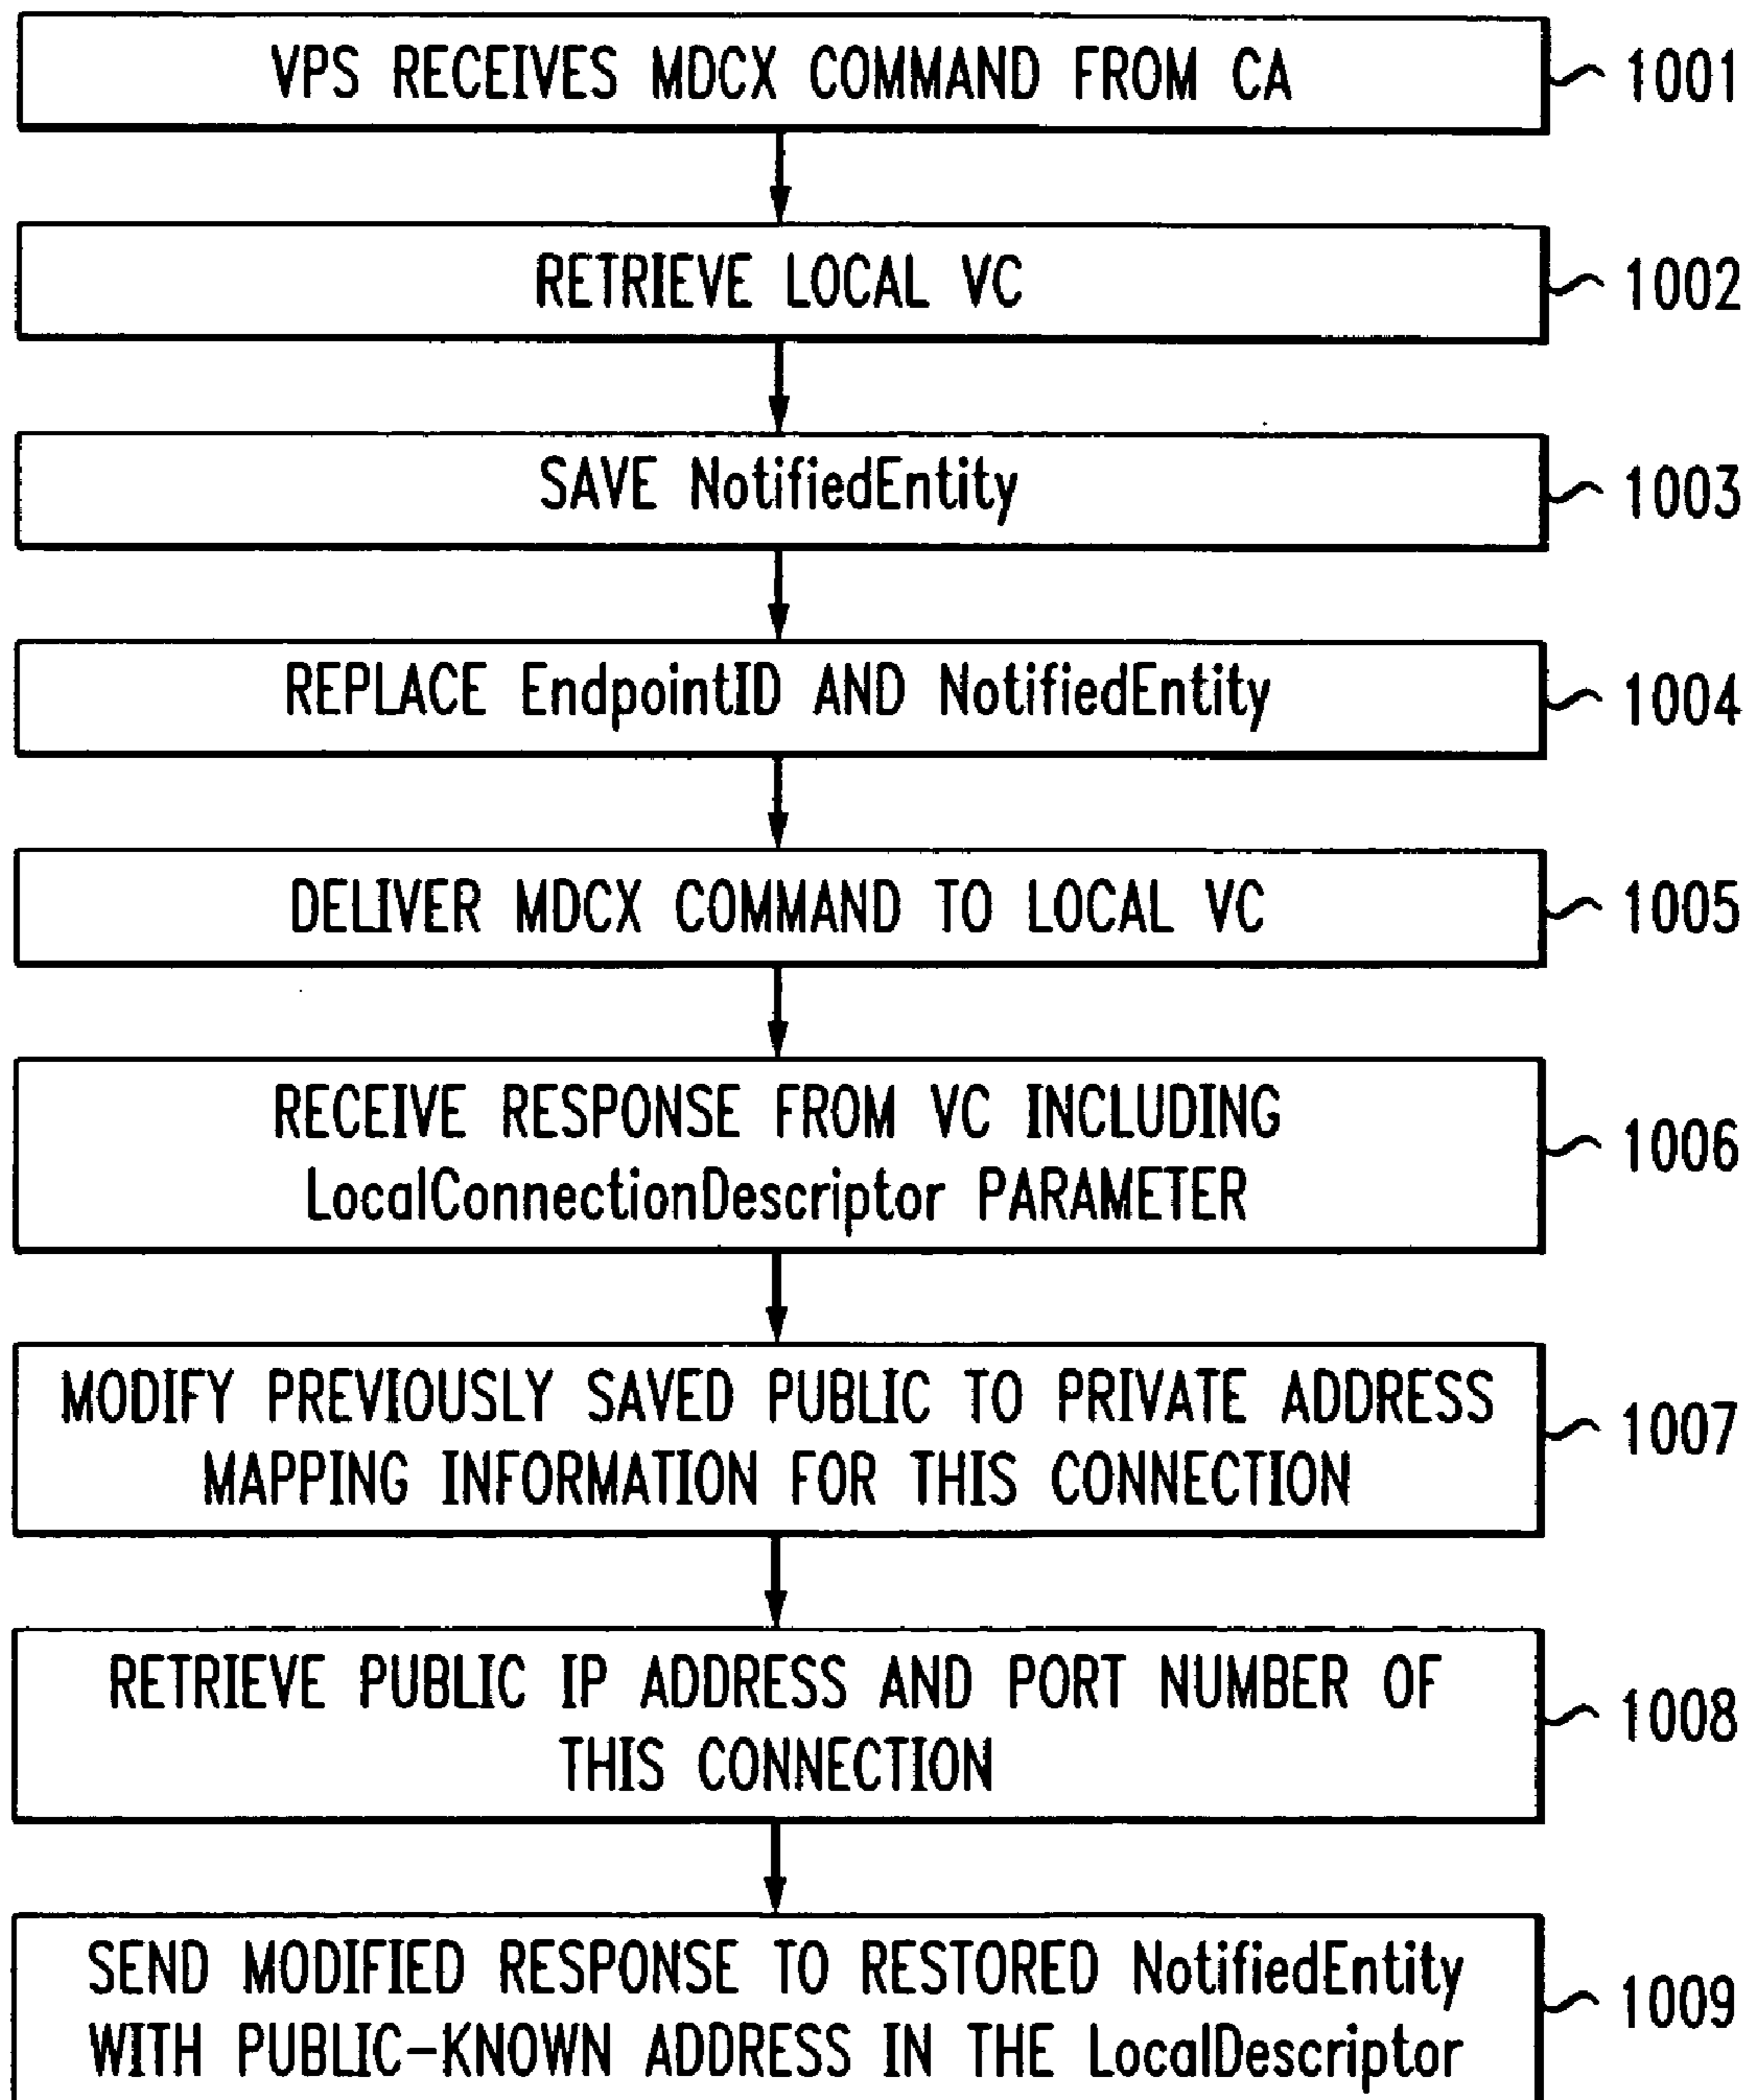 VPS RECEIVES MDCX COMMAND FROM CA
1001
RETRIEVE LOCAL VC
1002
SAVE NotifiedEntity
1003
REPLACE EndpointID AND NotifiedEntity
1004
DELIVER MDCX COMMAND TO LOCAL VC
1005
RECEIVE RESPONSE FROM VC INCLUDING
LocalConnectionDescriptor PARAMETER
1006
MODIFY PREVIOUSLY SAVED PUBLIC TO PRIVATE ADDRESS
MAPPING INFORMATION FOR THIS CONNECTION
1007
RETRIEVE PUBLIC IP ADDRESS AND PORT NUMBER OF
THIS CONNECTION
1008
SEND MODIFIED RESPONSE TO RESTORED NotifiedEntity
WITH PUBLIC-KNOWN ADDRESS IN THE LocalDescriptor
1009